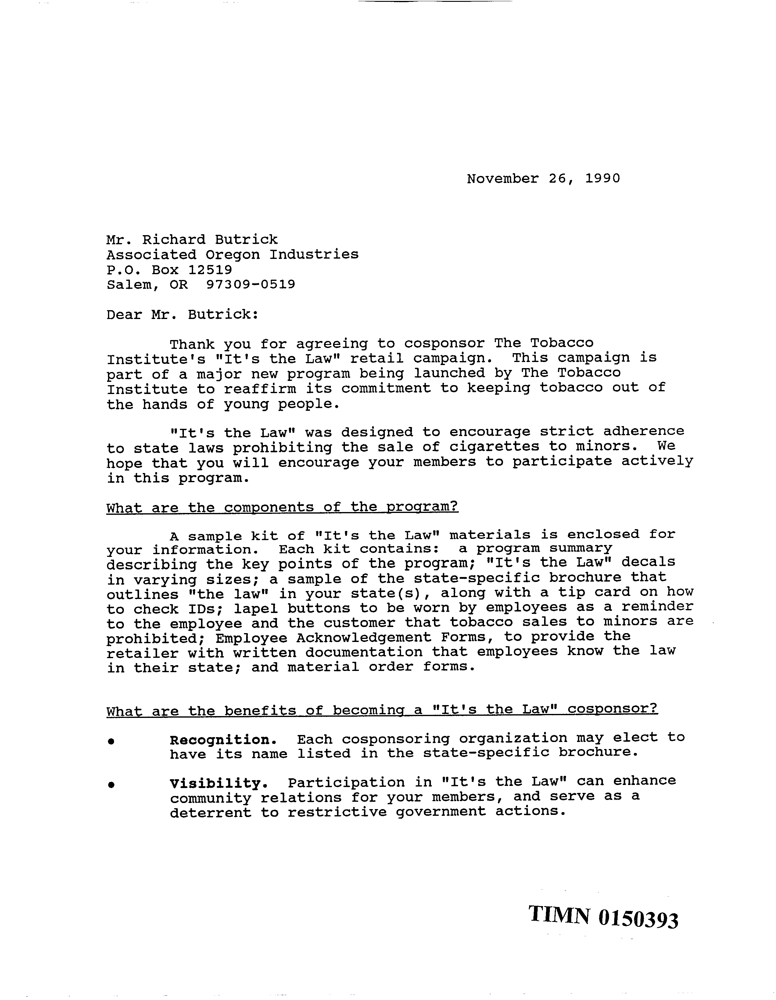 November 26, 1990
Mr. Richard Butrick
Associated Oregon Industries
P.O. Box 12519
Salem, OR  97309-0519
Dear Mr. Butrick:
Thank you for agreeing to cosponsor The Tobacco
Institute's "It's the Law" retail campaign.  This campaign is
part of a major new program being launched by The Tobacco
Institute to reaffirm its commitment to keeping tobacco out of
the hands of young people.
"It's the Law" was designed to encourage strict adherence
to state laws prohibiting the sale of cigarettes to minors.  We
hope that you will encourage your members to participate actively
in this program.
What are the components of the program?
A sample kit of "It's the Law" materials is enclosed for
your information.  Each kit contains:  a program summary
describing the key points of the program; "It's the Law" decals
in varying sizes; a sample of the state-specific brochure that
outlines "the law" in your state(s), along with a tip card on how
to check IDs; lapel buttons to be worn by employees as a reminder
to the employee and the customer that tobacco sales to minors are
prohibited; Employee Acknowledgement Forms, to provide the
retailer with written documentation that employees know the law
in their state; and material order forms.
What are the benefits of becoming a "It's the Law" cosponsor?
• Recognition.  Each cosponsoring organization may elect to
have its name listed in the state-specific brochure.
• Visibility.  Participation in "It's the Law" can enhance
community relations for your members, and serve as a
deterrent to restrictive government actions.
TIMN 0150393